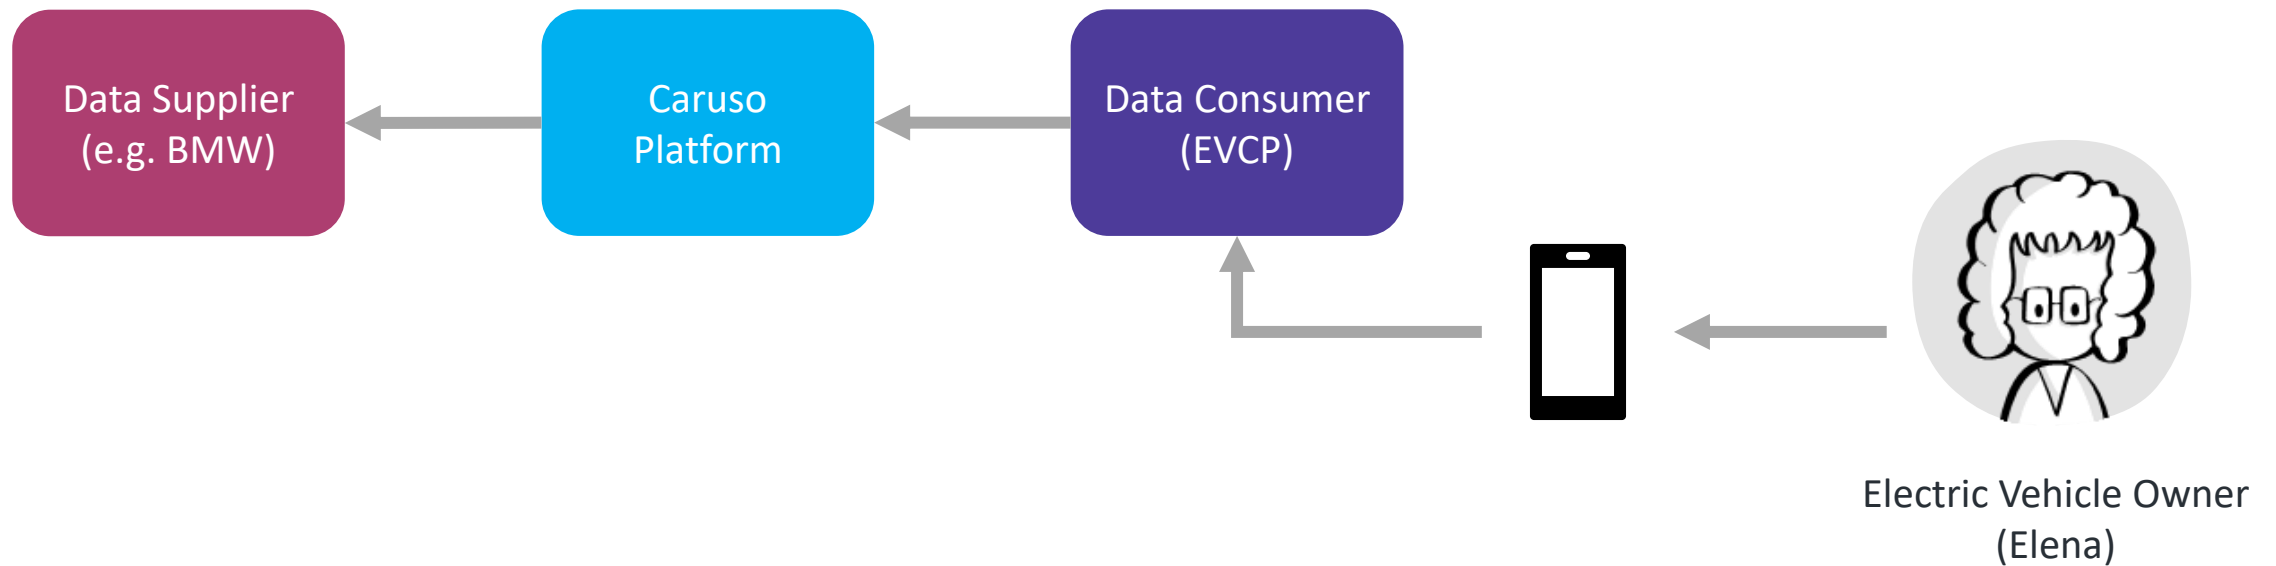 Data Supplier
(e.g. BMW)
Caruso
Platform
Data Consumer
(EVCP)
Electric Vehicle Owner
(Elena)